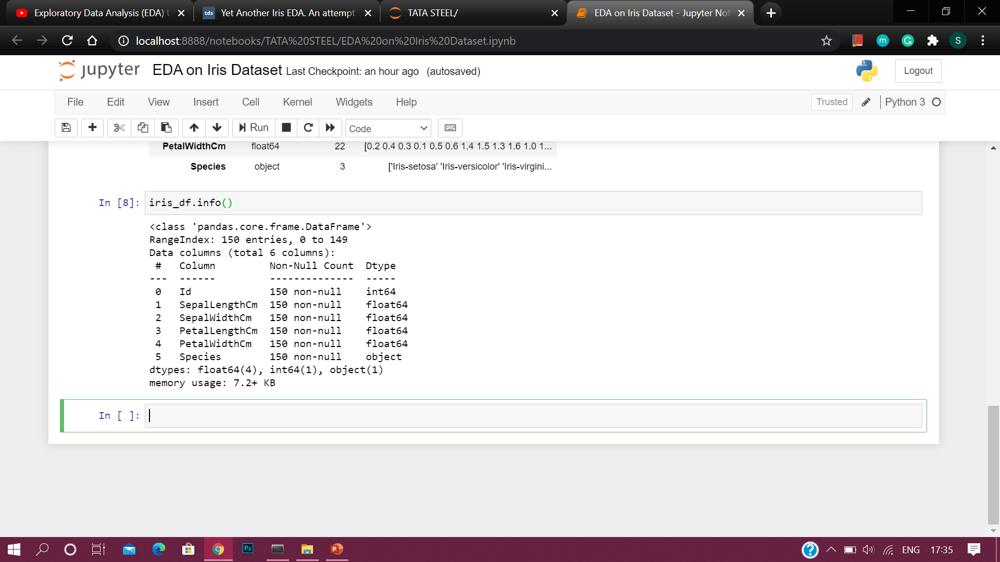 Exploratory Data Analysis (EDA) U
tds Yet Another Iris EDA. An attempt
TATA STEEL/
EDA on Iris Dataset - Jupyter Not
localhost:8888/notebooks/TATA%20STEEL/EDA%20on%20Iris%20Dataset.ipynb
m
G
S
jupyter EDA on Iris Dataset Last Checkpoint: an hour ago (autosaved)
Logout
File Edit View Insert Cell Kernel Widgets Help
Trusted
Python 3
Run
Code
PetalWidthCm float64 22 [0.2 0.4 0.3 0.1 0.5 0.6 1.4 1.5 1.3 1.6 1.0 1...
Species object 3 ['Iris-setosa' 'Iris-versicolor' 'Iris-virgini...
In [8]: iris_df.info()
<class 'pandas.core.frame.DataFrame'>
RangeIndex: 150 entries, 0 to 149
Data columns (total 6 columns):
# Column Non-Null Count Dtype
--- ------ -------------- -----
0 Id 150 non-null int64
1 SepalLengthCm 150 non-null float64
2 SepalWidthCm 150 non-null float64
3 PetalLengthCm 150 non-null float64
4 PetalWidthCm 150 non-null float64
5 Species 150 non-null object
dtypes: float64(4), int64(1), object(1)
memory usage: 7.2+ KB
In [ ]:
Ps
P
?
ENG 17:35